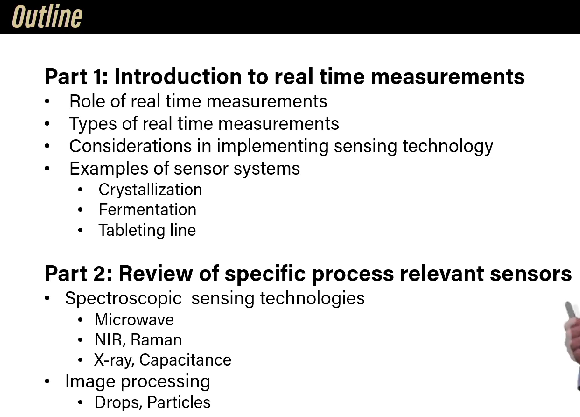 Outline
Part 1: Introduction to real time measurements
• Role of real time measurements
• Types of real time measurements
• Considerations in implementing sensing technology
• Examples of sensor systems
• Crystallization
• Fermentation
• Tableting line
Part 2: Review of specific process relevant sensors
• Spectroscopic sensing technologies
• Microwave
• NIR, Raman
• X-ray, Capacitance
• Image processing
• Drops, Particles